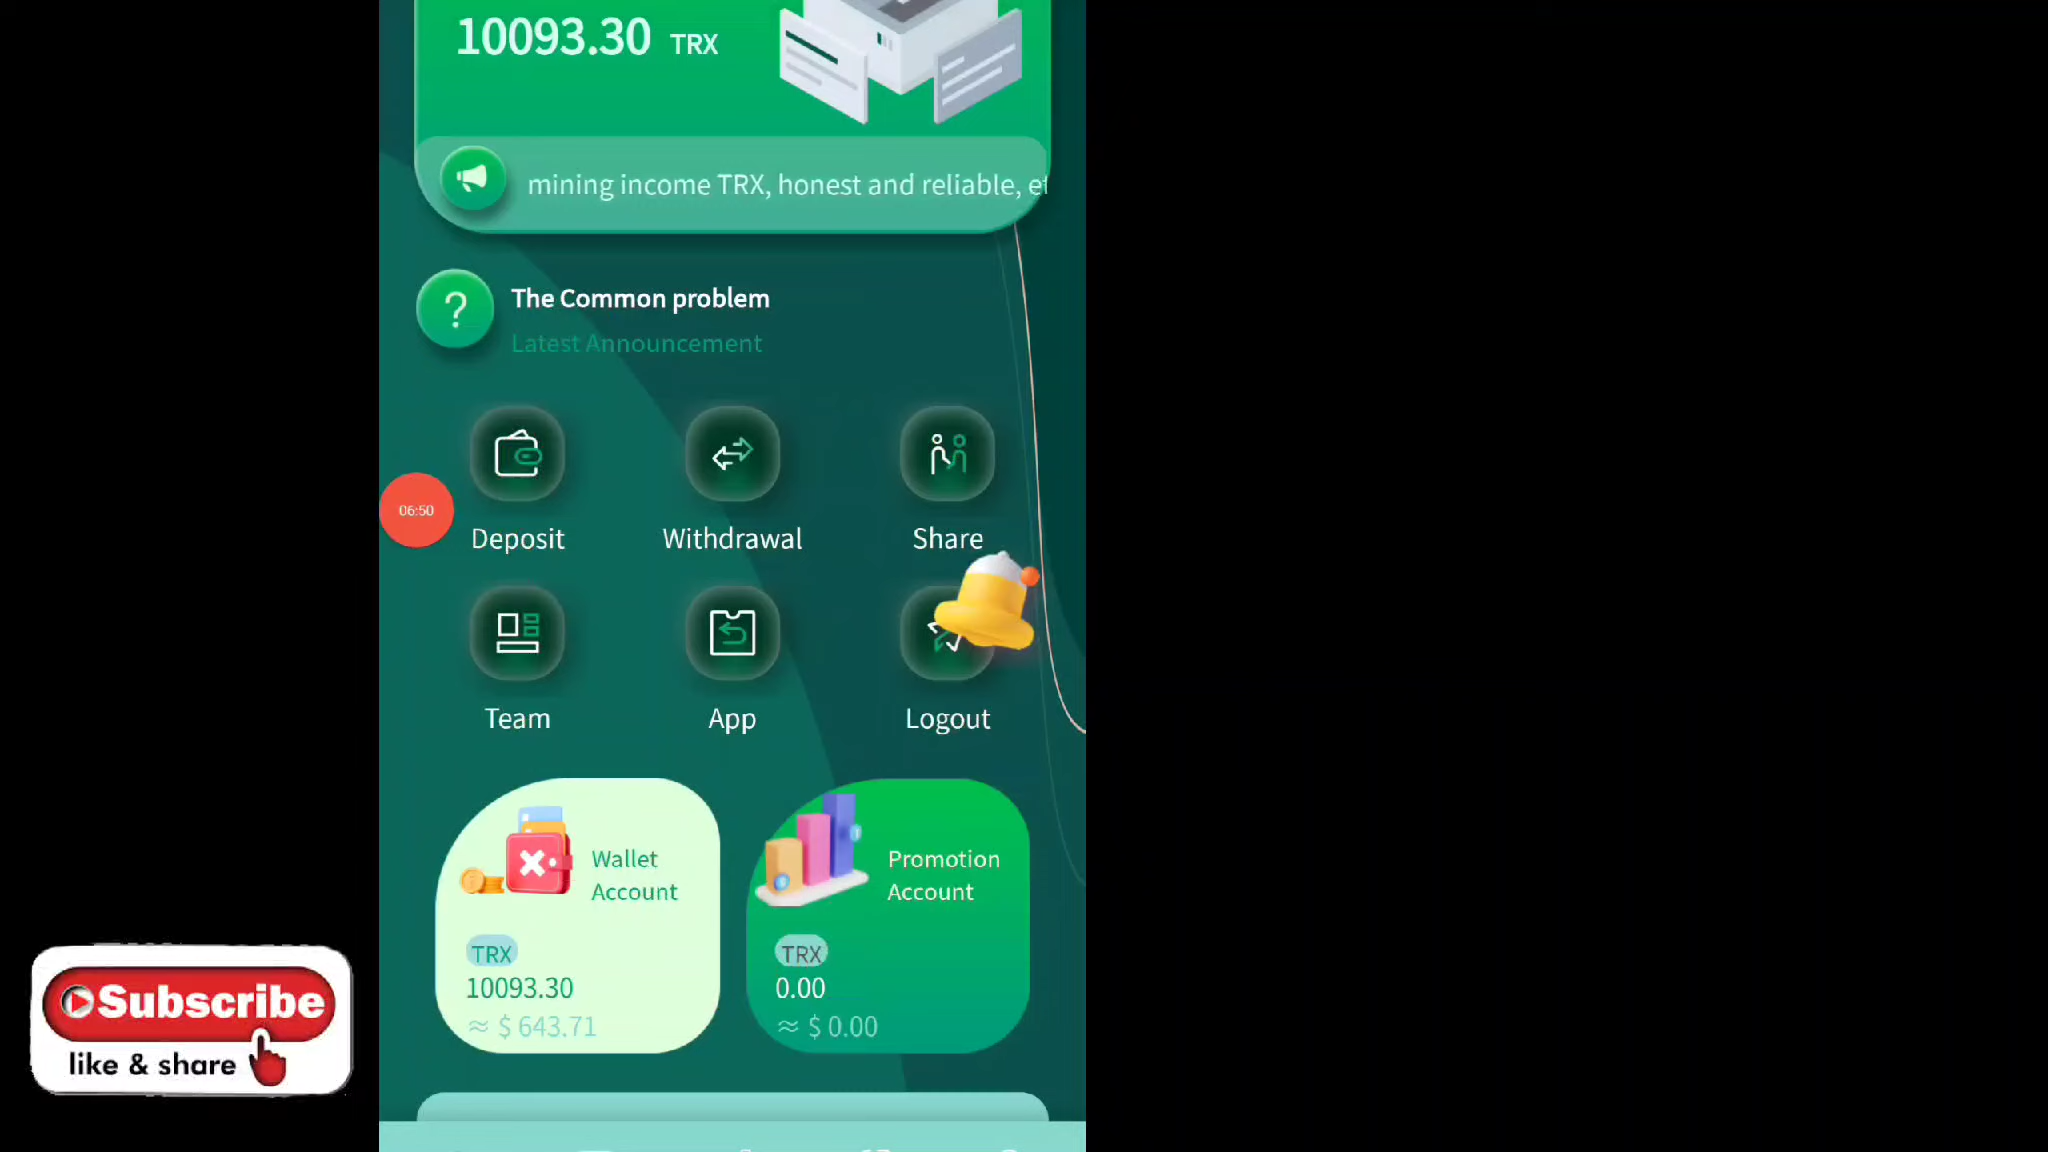 10093.30 TRX
mining income TRX, honest and reliable,
?
The Common problem
Latest Announcement
06:50
Deposit
Withdrawal
Share
Team
App
Logout
Wallet
Account
TRX
10093.30
≈ $ 643.71
Promotion
Account
TRX
0.00
≈ $ 0.00
Subscribe
like & share